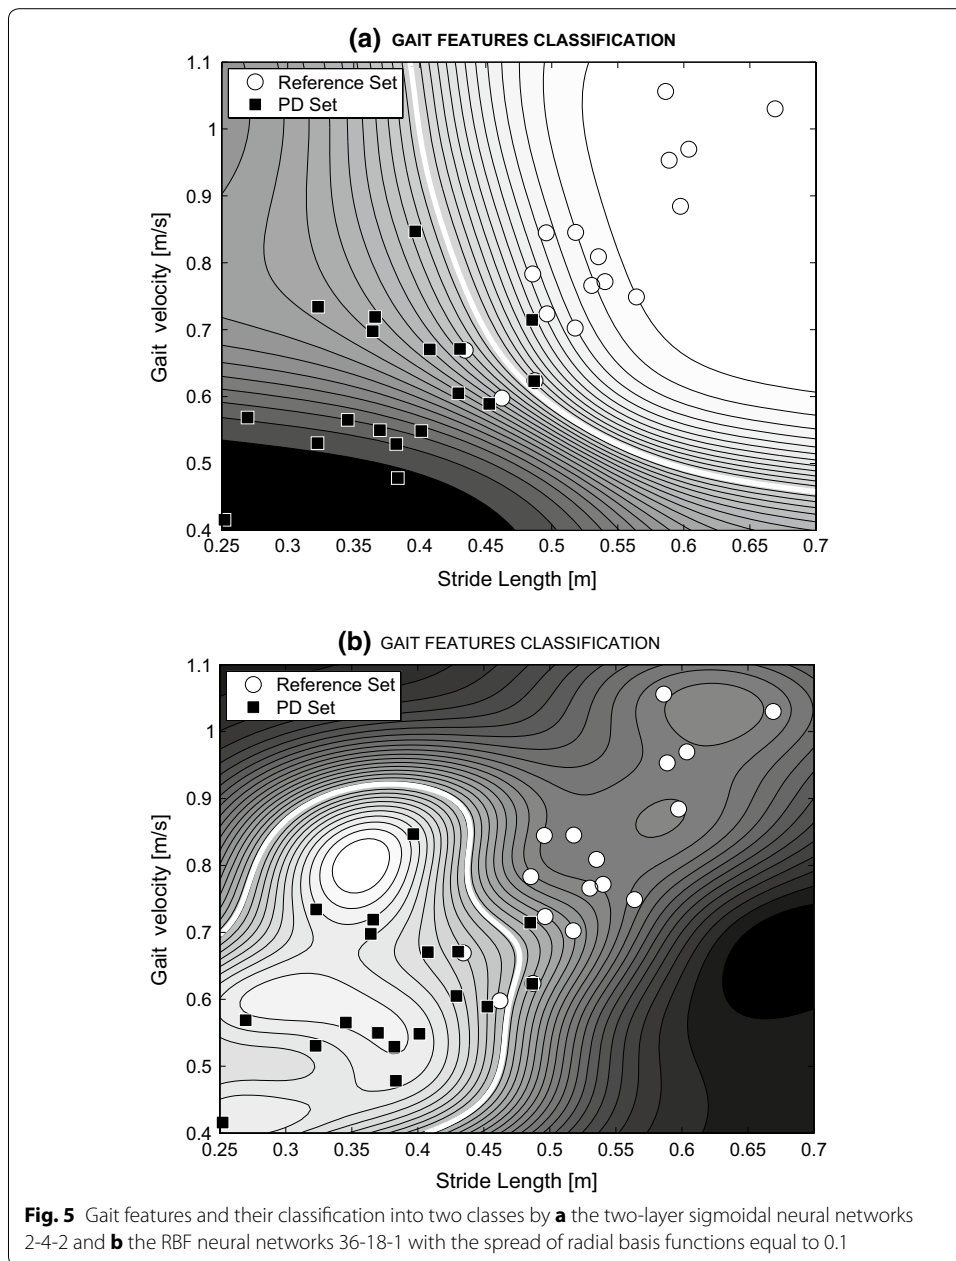 (a) GAIT FEATURES CLASSIFICATION
1.1
Reference Set
PD Set
1
0.9
0.8
0.7
0.6
0.5
0.4
Gait velocity [m/s]
0.25 0.3 0.35 0.4 0.45 0.5 0.55 0.6 0.65 0.7
Stride Length [m]
(b) GAIT FEATURES CLASSIFICATION
1.1
Reference Set
PD Set
1
0.9
0.8
0.7
0.6
0.5
0.4
Gait velocity [m/s]
0.25 0.3 0.35 0.4 0.45 0.5 0.55 0.6 0.65 0.7
Stride Length [m]
Fig. 5 Gait features and their classification into two classes by a the two-layer sigmoidal neural networks
2-4-2 and b the RBF neural networks 36-18-1 with the spread of radial basis functions equal to 0.1